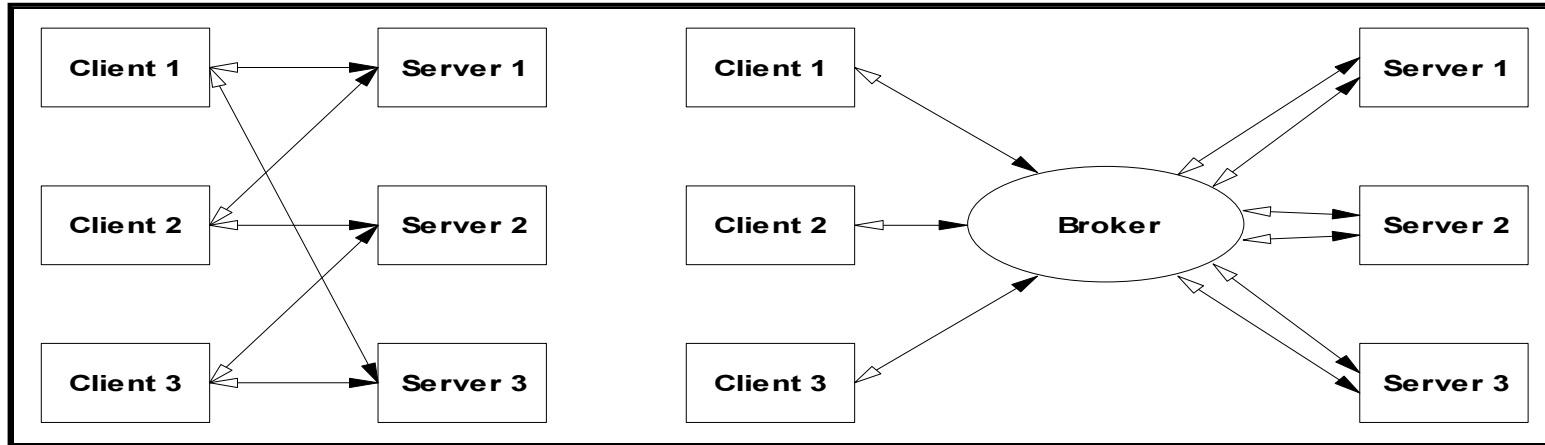 Client 1
Server 1
Client 2
Server 2
Client 3
Server 3
Client 1
Client 2
Client 3
Broker
Server 1
Server 2
Server 3